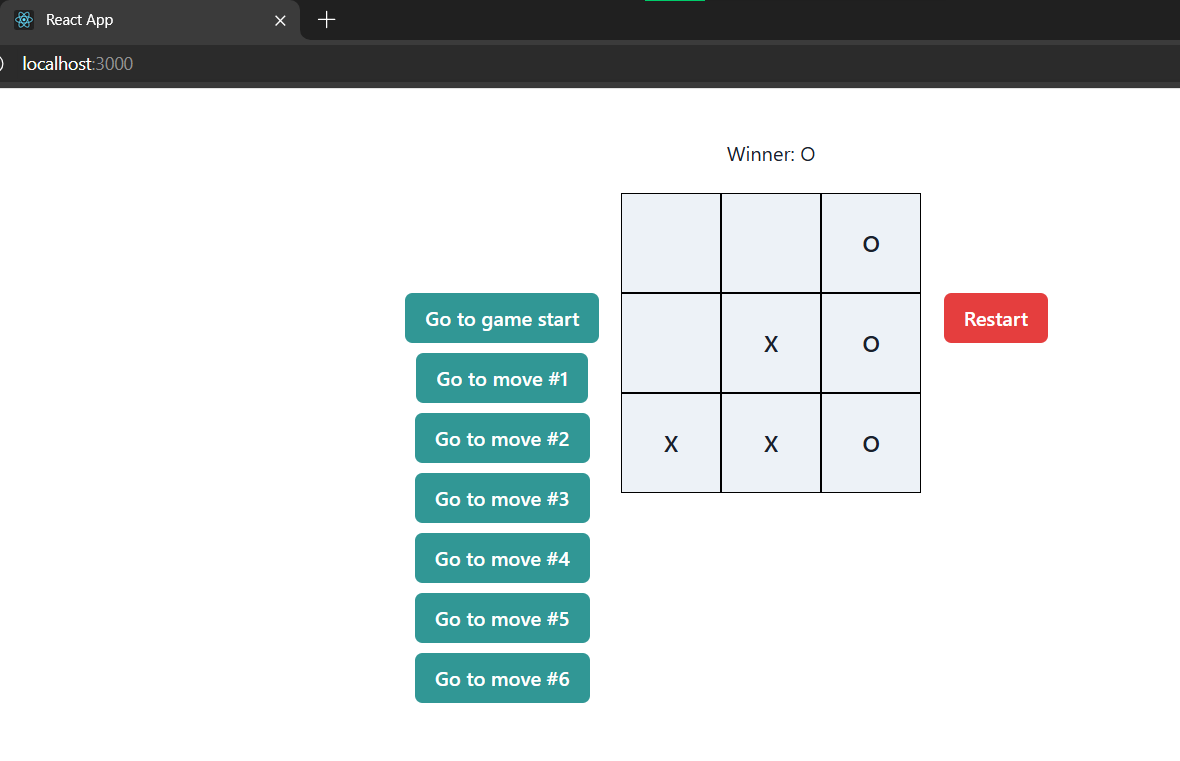 React App
localhost:3000
Winner: O
O
Go to game start
X O
Restart
Go to move #1
Go to move #2
X X O
Go to move #3
Go to move #4
Go to move #5
Go to move #6